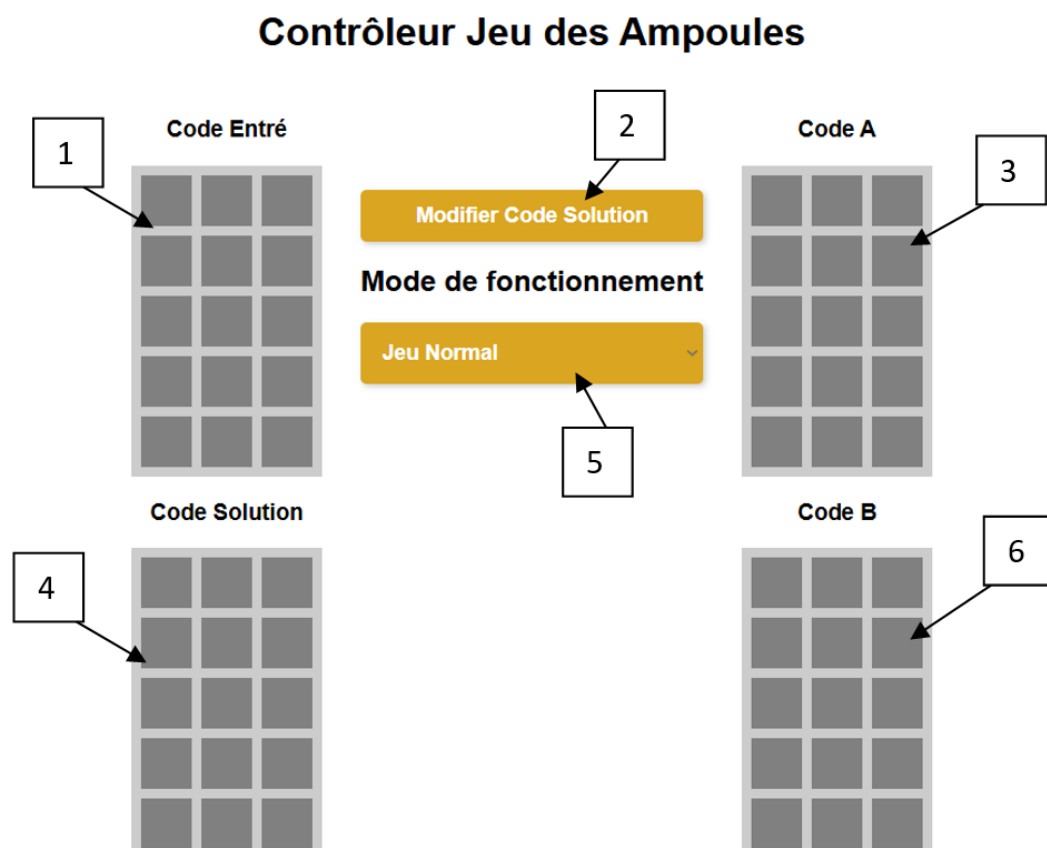 Contrôleur Jeu des Ampoules
Code Entré
2
Code A
1
3
Modifier Code Solution
Mode de fonctionnement
Jeu Normal
5
Code Solution
Code B
4
6